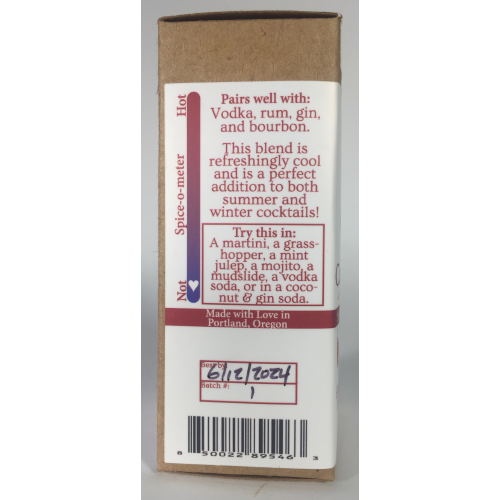 Hot
Spice-o-meter
Not
Pairs well with:
Vodka, rum, gin,
and bourbon.
This blend is
refreshingly cool
and is a perfect
addition to both
summer and
winter cocktails!
Try this in:
A martini, a grass-
hopper, a mint
julep, a mojito, a
mudslide, a vodka
soda, or in a coco-
nut & gin soda.
Made with Love in
Portland, Oregon
Best by:
6/12/2024
Batch #:
1
8 50022 89546 3